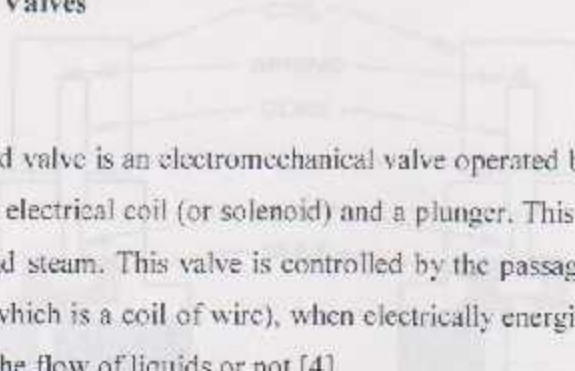 Valves
d valve is an electromechanical valve operated b
electrical coil (or solenoid) and a plunger. This
d steam. This valve is controlled by the passag
which is a coil of wire), when electrically energi
he flow of liquids or not [4]